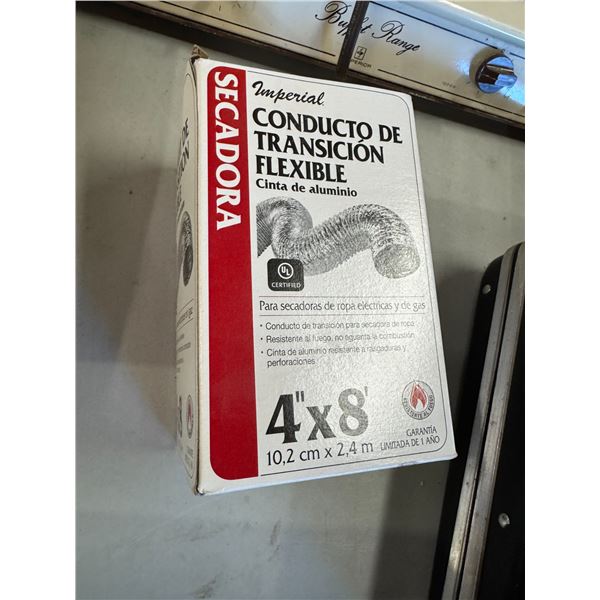 Buffet Range
SECADORA
Imperial
CONDUCTO DE
TRANSICIÓN
FLEXIBLE
Cinta de aluminio
UL
CERTIFIED
Para secadoras de ropa eléctricas y de gas
• Conducto de transición para secadora de ropa
• Resistente al fuego, no aguanta la combustión
• Cinta de aluminio resistente a rasgaduras y
perforaciones.
4"x8'
10,2 cm x 2,4 m
GARANTÍA
LIMITADA DE 1 AÑO